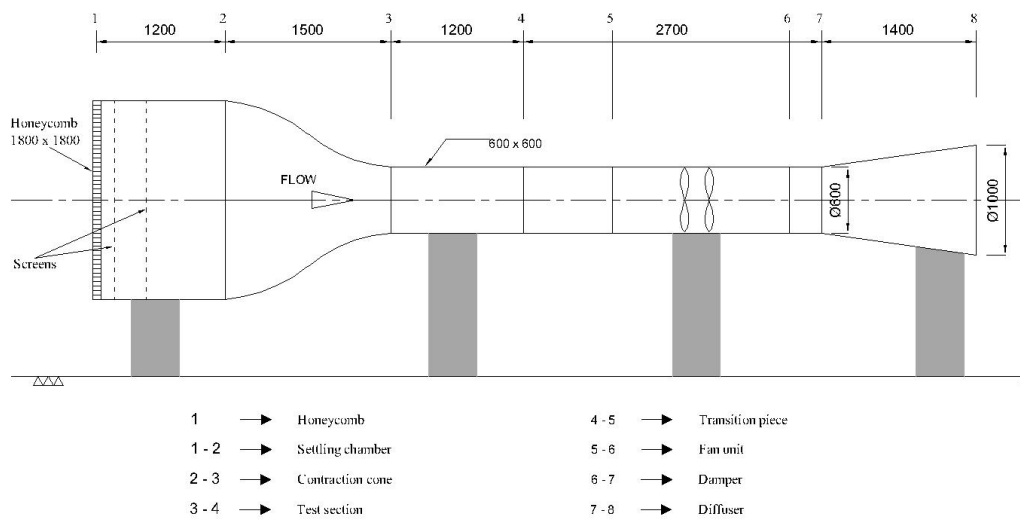 1 2 3 4 5 6 7 8
1200 1500 1200 2700 1400
Honeycomb
1800 x 1800
600 x 600
FLOW
Ø600
Ø1000
Screens
1 Honeycomb
1 - 2 Settling chamber
2 - 3 Contraction cone
3 - 4 Test section
4 - 5 Transition piece
5 - 6 Fan unit
6 - 7 Damper
7 - 8 Diffuser